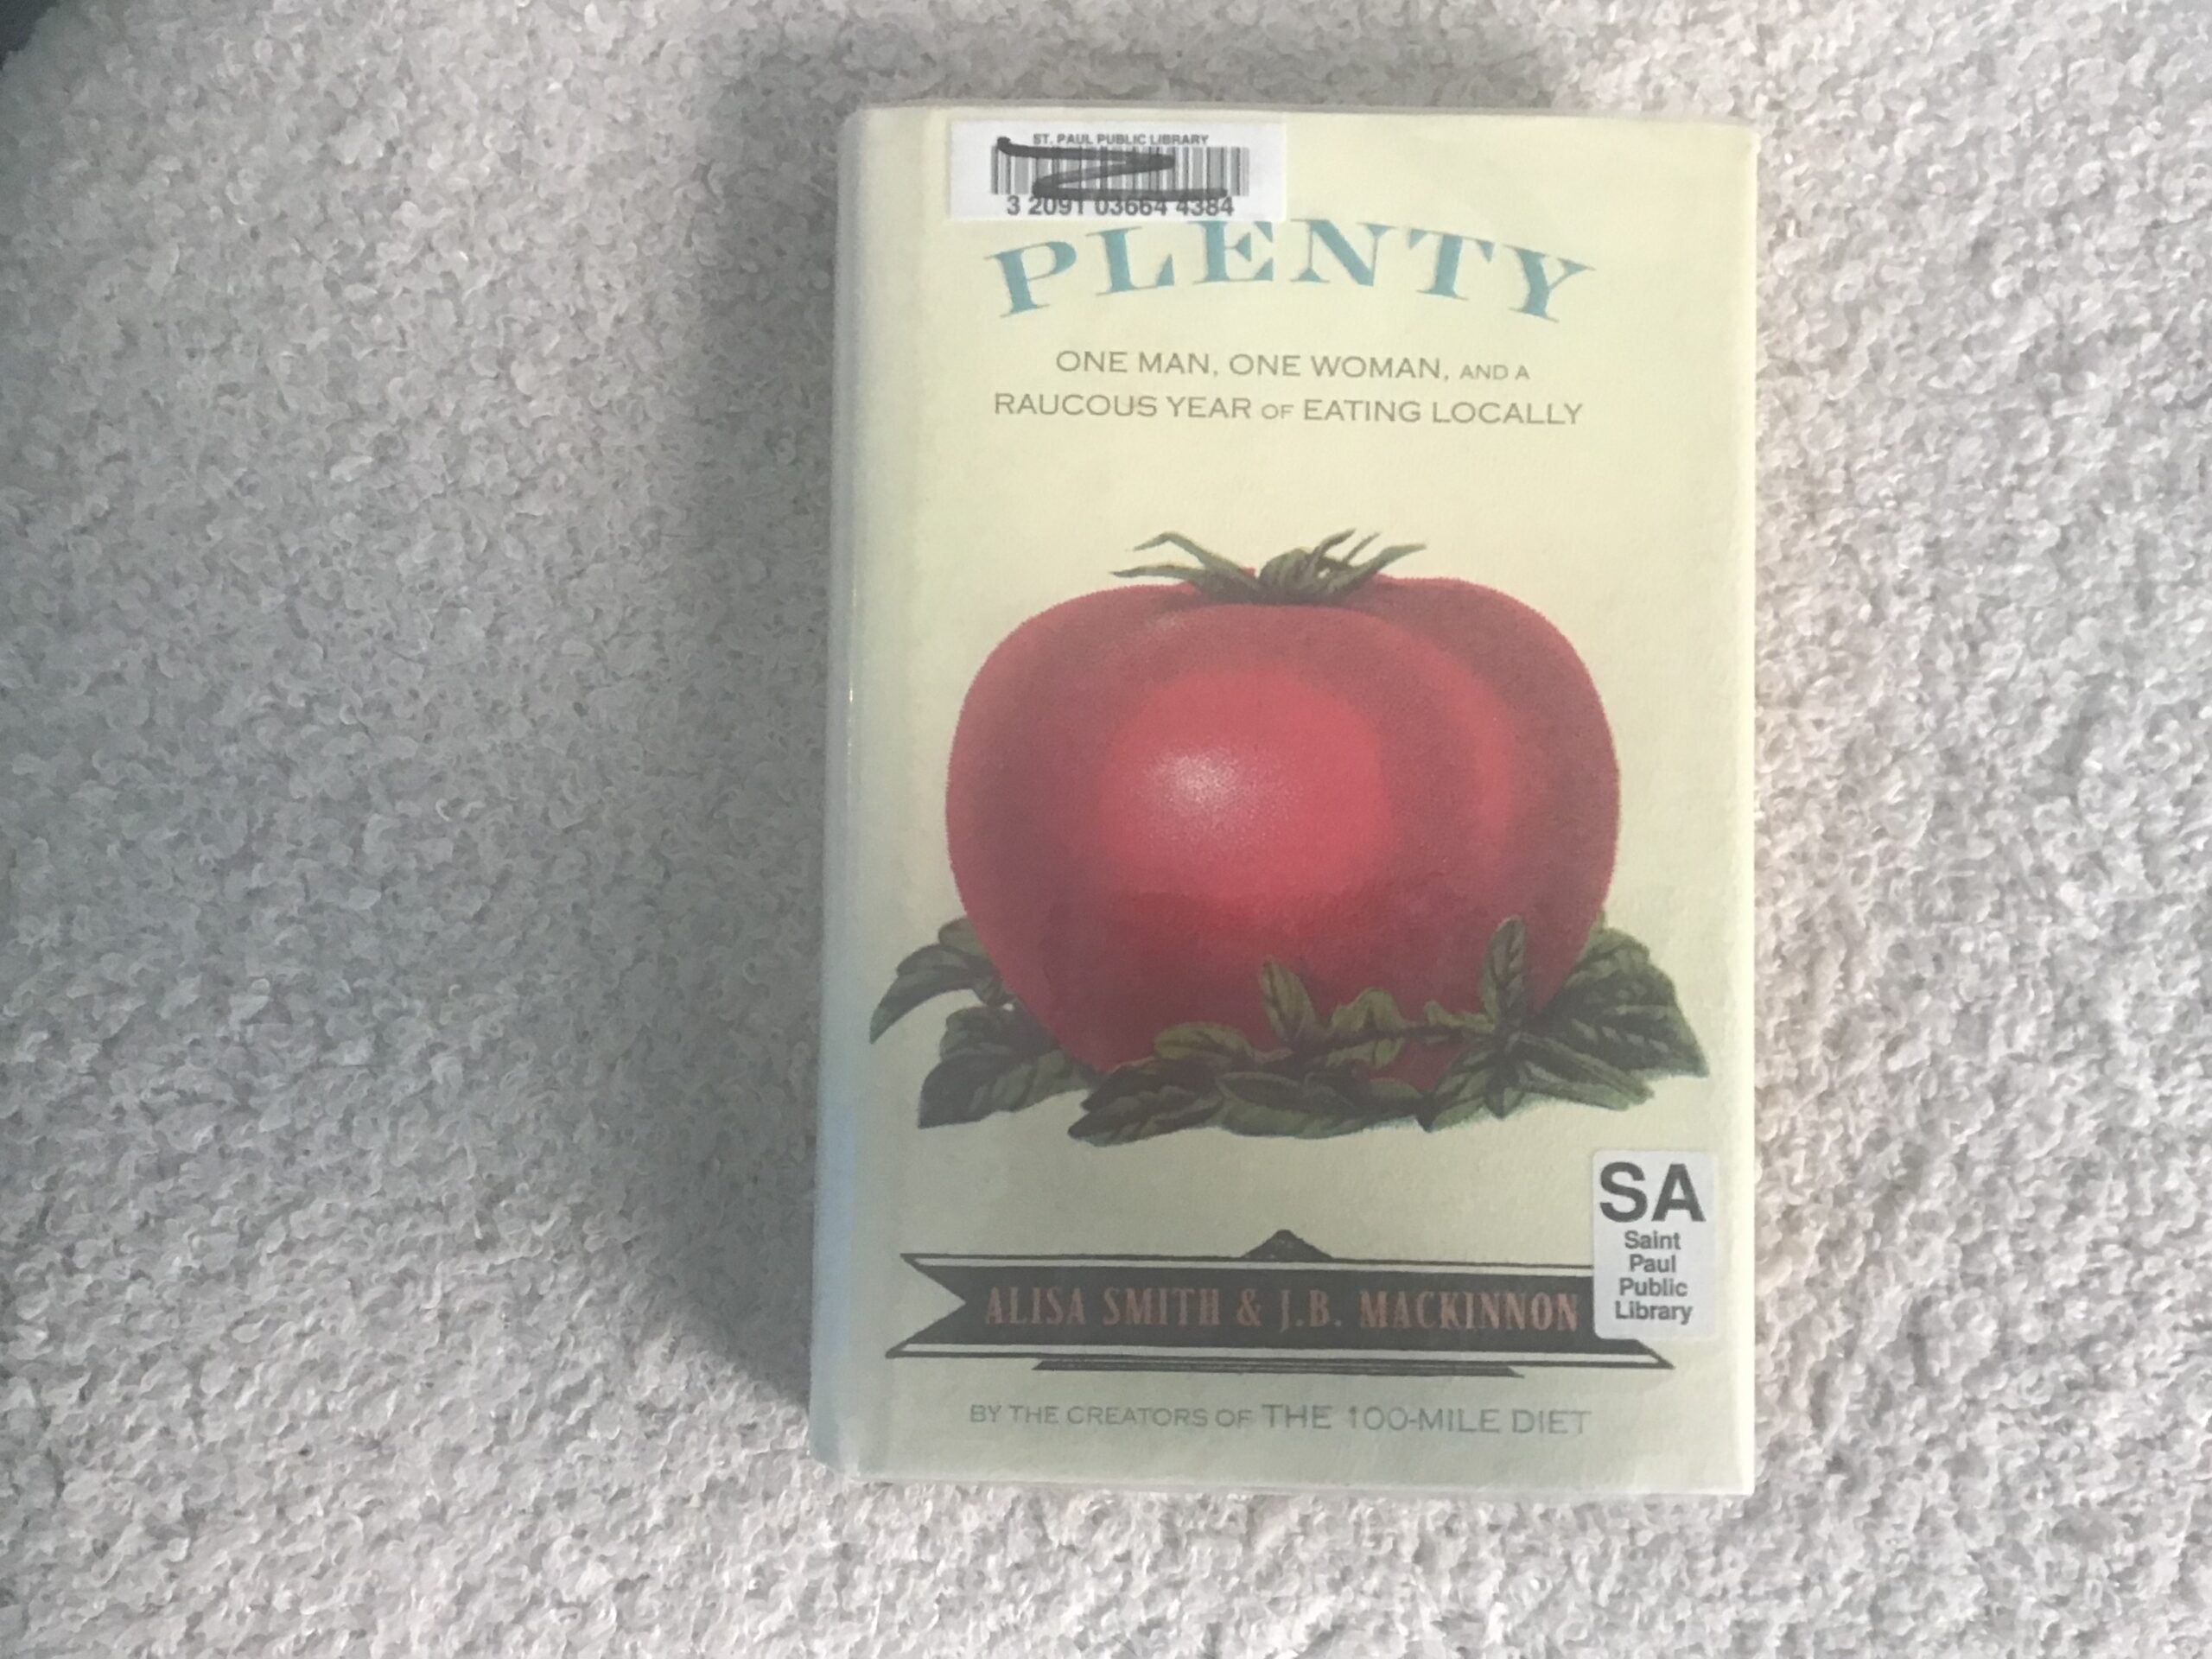 ST. PAUL PUBLIC LIBRARY
3 2091 03664 4384
PLENTY
ONE MAN, ONE WOMAN, AND A
RAUCOUS YEAR OF EATING LOCALLY
SA
Saint
Paul
Public
Library
ALISA SMITH & J.B. MACKINNON
BY THE CREATORS OF THE 100-MILE DIET